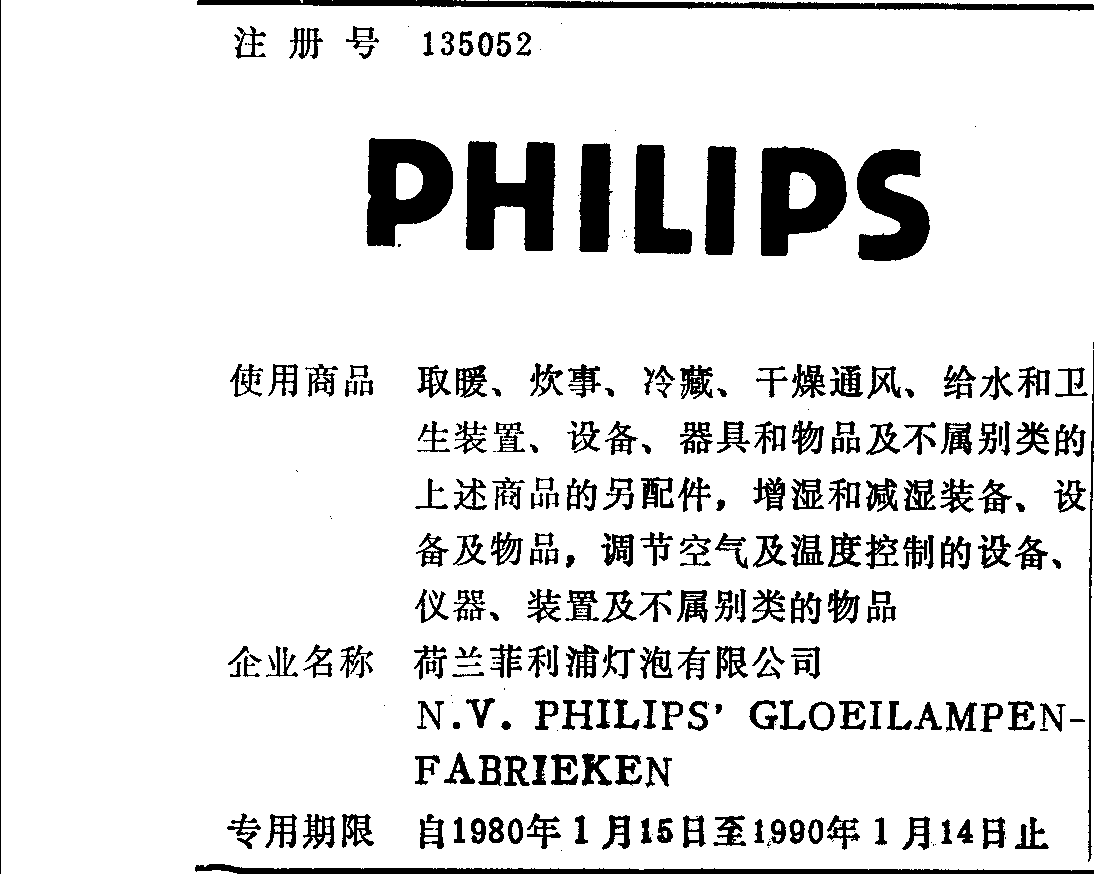 注册号 135052
PHILIPS
使用商品 取暖、炊事、冷藏、干燥通风、给水和卫
生装置、设备、器具和物品及不属别类的
上述商品的另配件，增湿和减湿装备、设
备及物品，调节空气及温度控制的设备、
仪器、装置及不属别类的物品
企业名称 荷兰菲利浦灯泡有限公司
N.V. PHILIPS' GLOEILAMPEN-
FABRIEKEN
专用期限 自1980年1月15日至1990年1月14日止